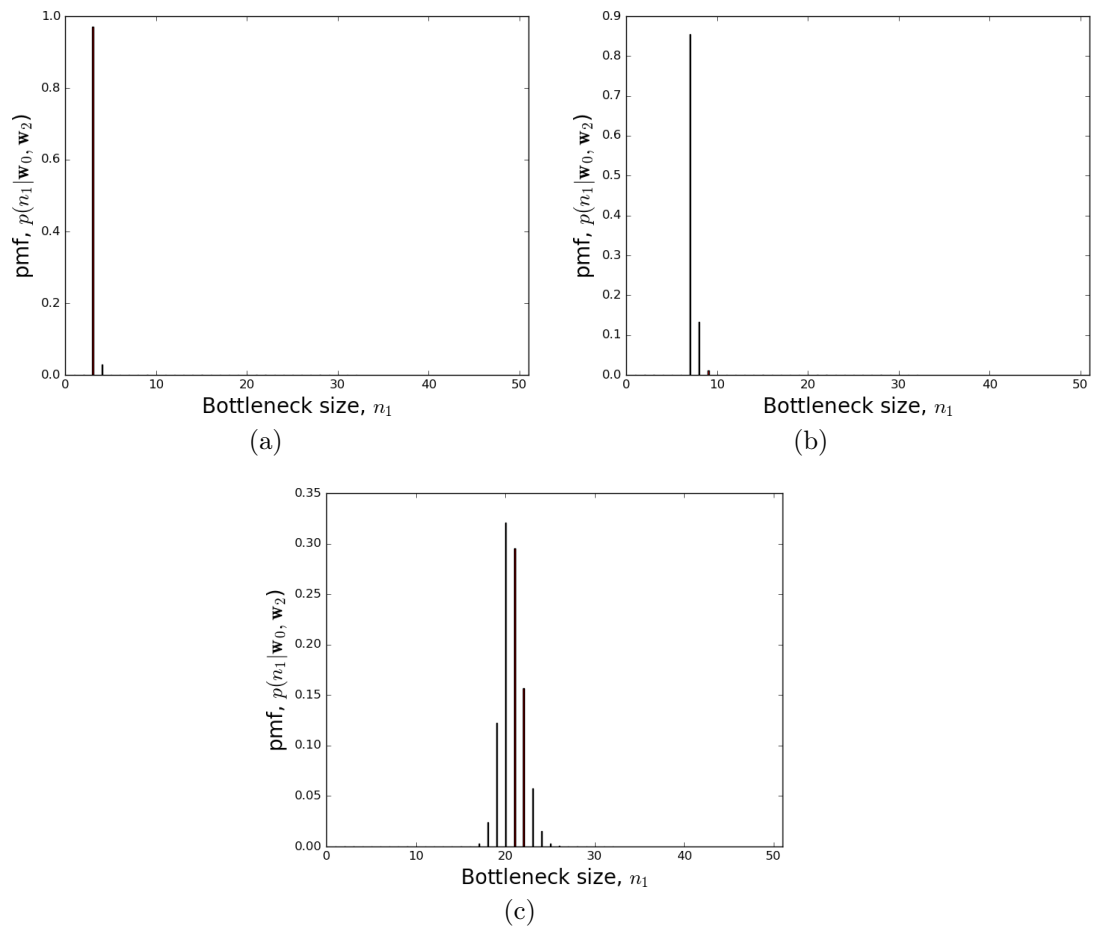 1.0
0.8
0.6
0.4
0.2
0.0
0 10 20 30 40 50
pmf, p(n₁|w₀, w₂)
Bottleneck size, n₁
(a)
0.9
0.8
0.7
0.6
0.5
0.4
0.3
0.2
0.1
0.0
0 10 20 30 40 50
pmf, p(n₁|w₀, w₂)
Bottleneck size, n₁
(b)
0.35
0.30
0.25
0.20
0.15
0.10
0.05
0.00
0 10 20 30 40 50
pmf, p(n₁|w₀, w₂)
Bottleneck size, n₁
(c)